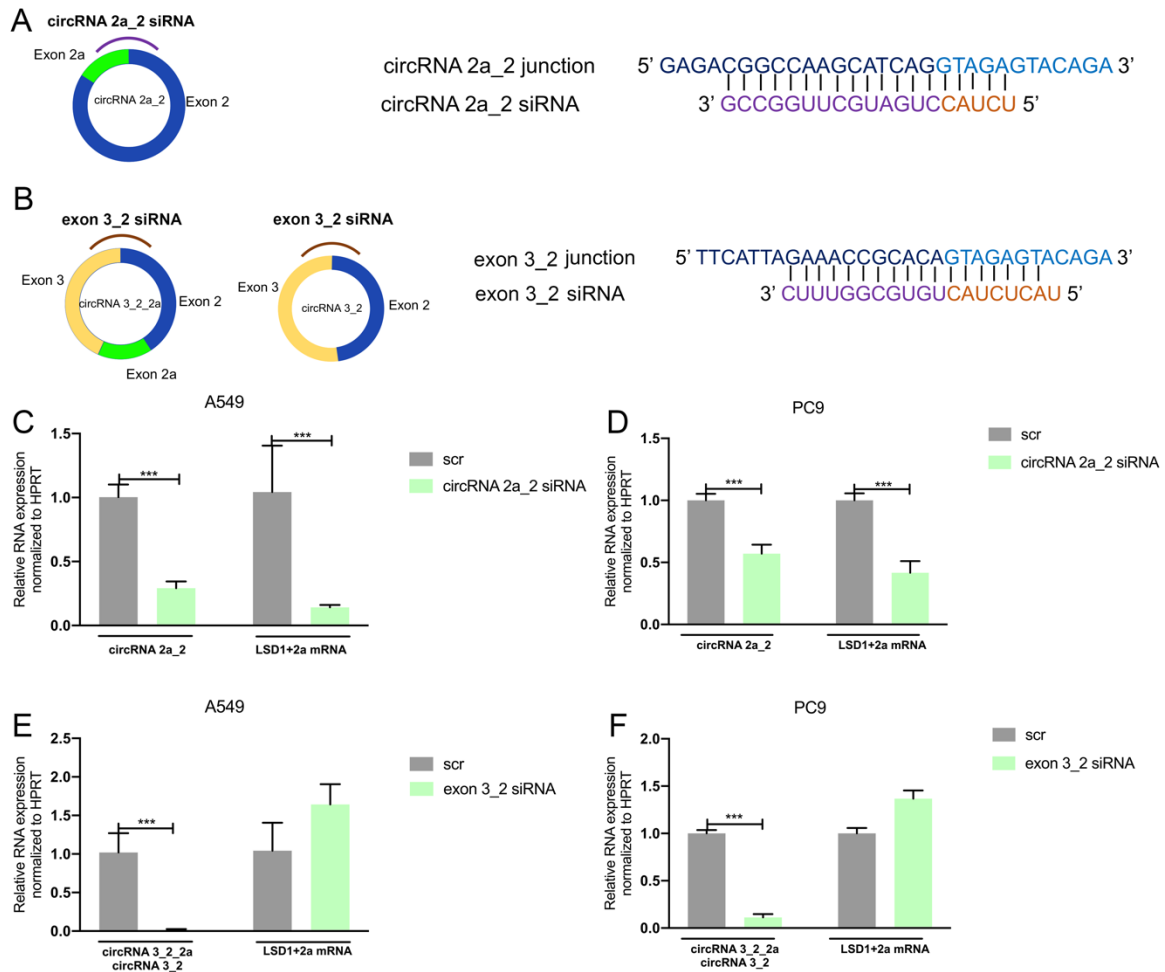 A
circRNA 2a_2 siRNA
Exon 2a
circRNA 2a_2
Exon 2
circRNA 2a_2 junction
5' GAGACGGCCAAGCATCAGGTAGAGTACAGA 3'
circRNA 2a_2 siRNA
3' GCCGGUUCGUAGUCCAUCU 5'
B
exon 3_2 siRNA
exon 3_2 siRNA
Exon 3
circRNA 3_2_2a
Exon 2
Exon 2a
Exon 3
circRNA 3_2
Exon 2
exon 3_2 junction
5' TTCATTAGAAACCGCACAGTAGAGTACAGA 3'
exon 3_2 siRNA
3' CUUUGGCGUGUCAUCUCAU 5'
C
A549
Relative RNA expression
normalized to HPRT
1.5
1.0
0.5
0.0
***
***
circRNA 2a_2
LSD1+2a mRNA
scr
circRNA 2a_2 siRNA
D
PC9
Relative RNA expression
normalized to HPRT
1.5
1.0
0.5
0.0
***
***
circRNA 2a_2
LSD1+2a mRNA
scr
circRNA 2a_2 siRNA
E
A549
Relative RNA expression
normalized to HPRT
2.0
1.5
1.0
0.5
0.0
***
circRNA 3_2_2a
circRNA 3_2
LSD1+2a mRNA
scr
exon 3_2 siRNA
F
PC9
Relative RNA expression
normalized to HPRT
2.0
1.5
1.0
0.5
0.0
***
circRNA 3_2_2a
circRNA 3_2
LSD1+2a mRNA
scr
exon 3_2 siRNA